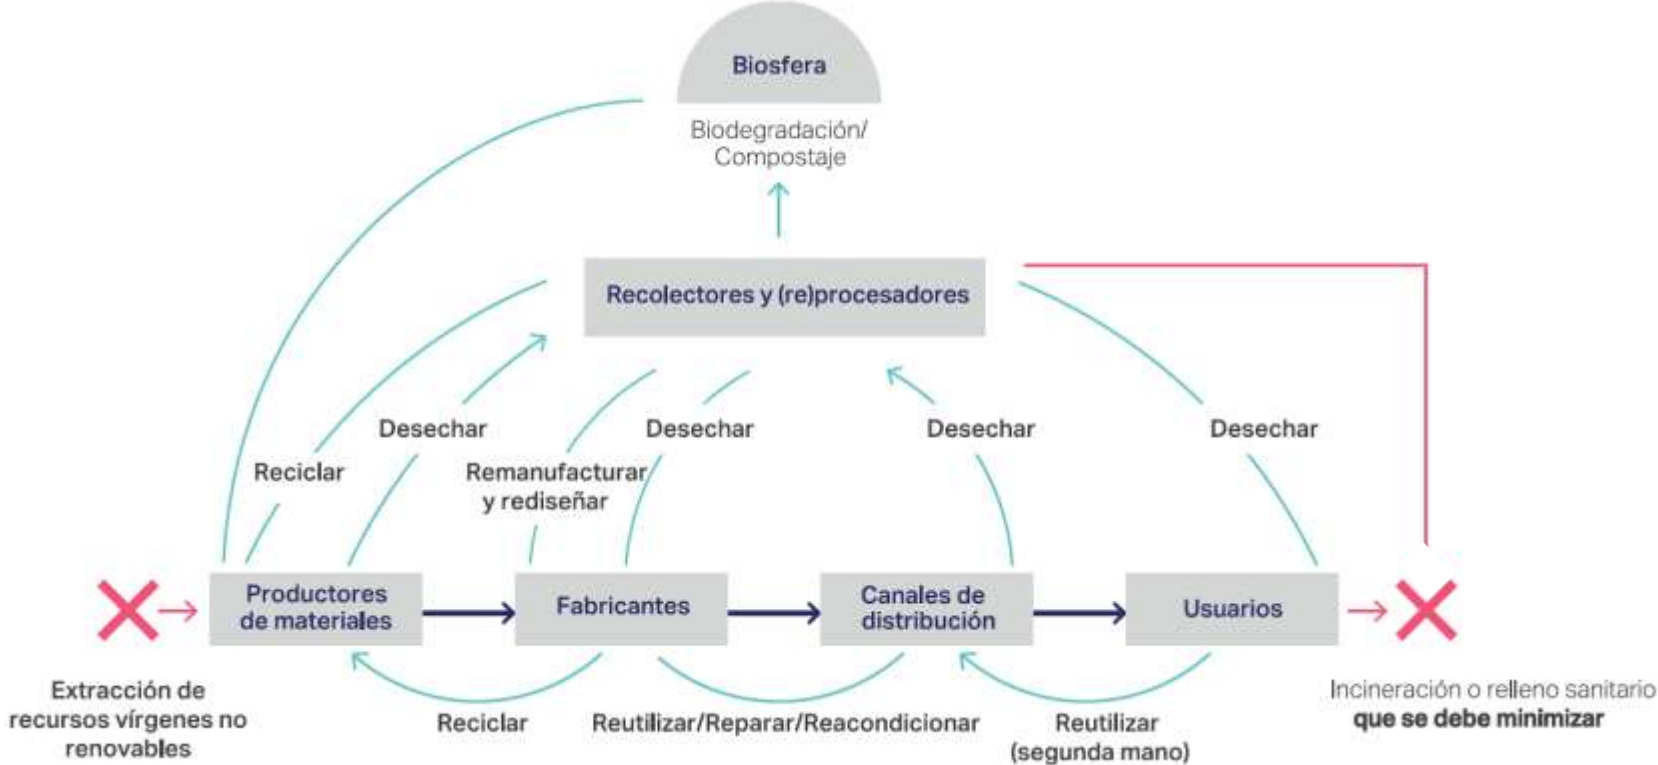 Biosfera
Biodegradación/
Compostaje
Recolectores y (re)procesadores
Desechar
Desechar
Desechar
Desechar
Reciclar
Remanufacturar
y rediseñar
Productores
de materiales
Fabricantes
Canales de
distribución
Usuarios
Extracción de
recursos vírgenes no
renovables
Reciclar
Reutilizar/Reparar/Reacondicionar
Reutilizar
(segunda mano)
Incineración o relleno sanitario
que se debe minimizar